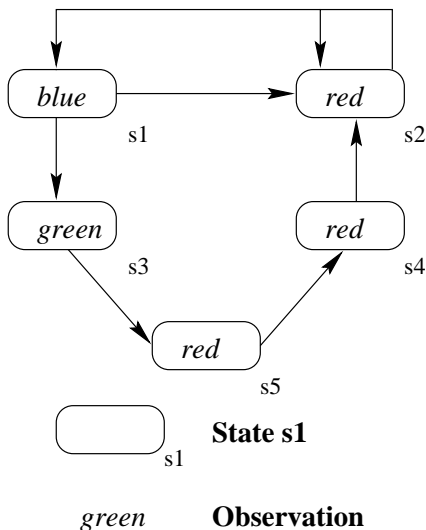 blue
red
s1
s2
green
red
s3
s4
red
s5
s1
State s1
green
Observation